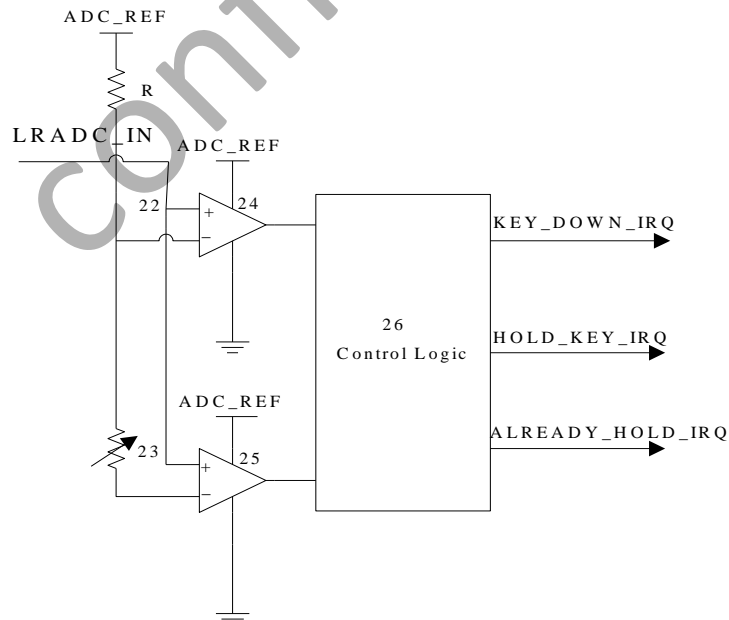 ADC_REF
R
LRADC_IN
ADC_REF
22
24
+
−
KEY_DOWN_IRQ
26
Control Logic
HOLD_KEY_IRQ
ADC_REF
ALREADY_HOLD_IRQ
23
25
+
−